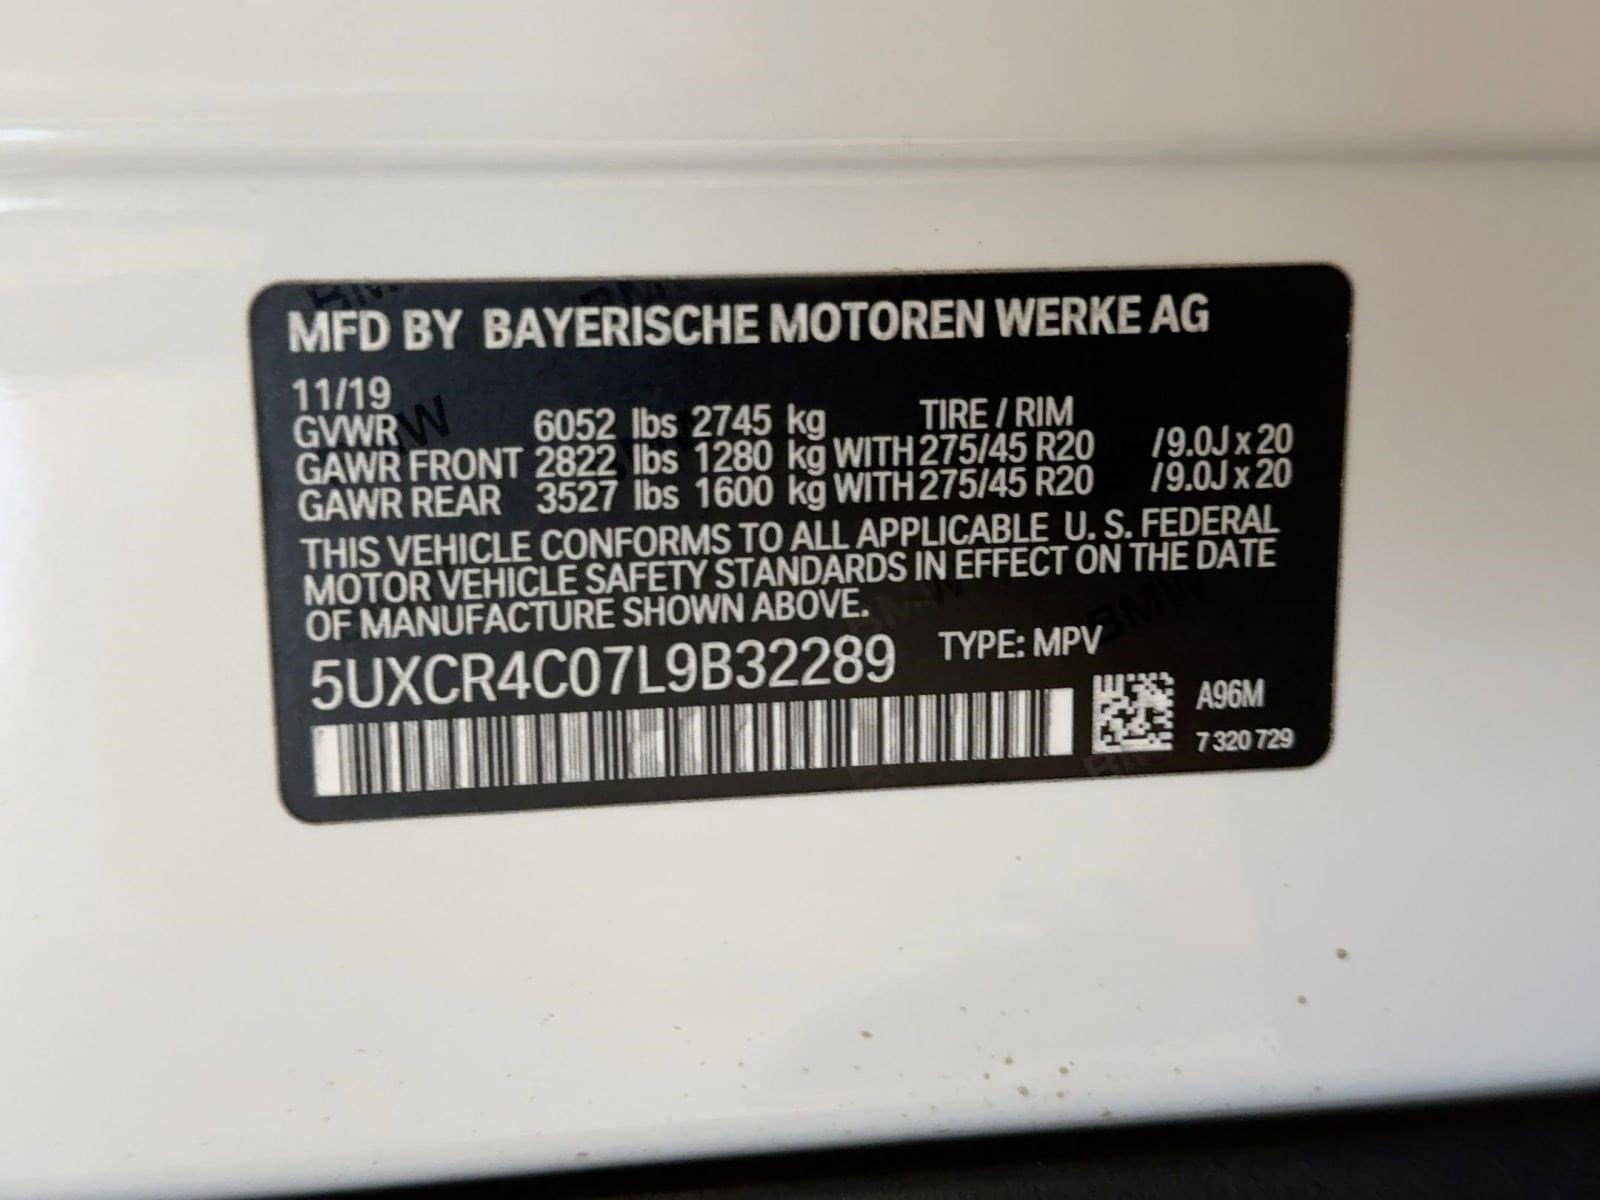 MFD BY BAYERISCHE MOTOREN WERKE AG
11/19
GVWR 6052 lbs 2745 kg TIRE / RIM
GAWR FRONT 2822 lbs 1280 kg WITH 275/45 R20 /9.0J x 20
GAWR REAR 3527 lbs 1600 kg WITH 275/45 R20 /9.0J x 20
THIS VEHICLE CONFORMS TO ALL APPLICABLE U. S. FEDERAL
MOTOR VEHICLE SAFETY STANDARDS IN EFFECT ON THE DATE
OF MANUFACTURE SHOWN ABOVE.
5UXCR4C07L9B32289 TYPE: MPV
A96M
7 320 729